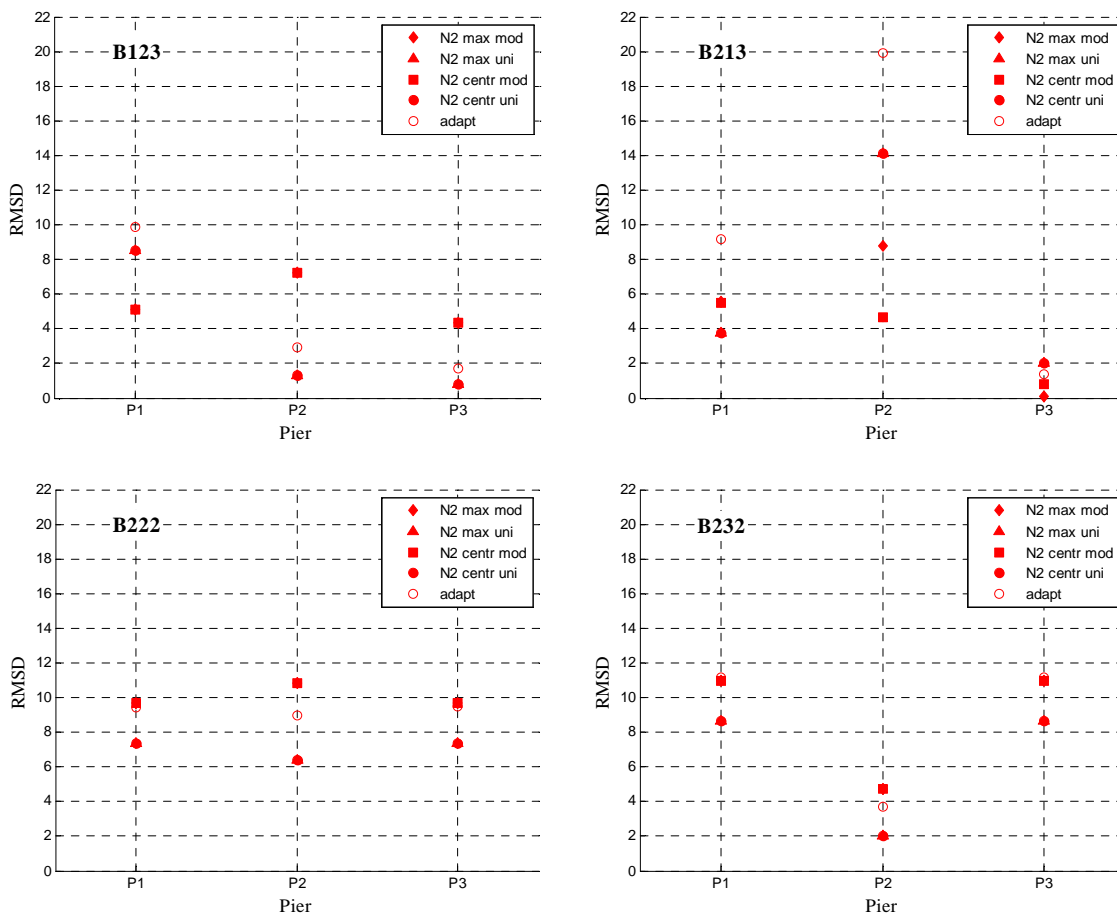 22
20
18
16
14
12
10
8
6
4
2
0
RMSD
B123
N2 max mod
N2 max uni
N2 centr mod
N2 centr uni
adapt
P1 P2 P3
Pier
22
20
18
16
14
12
10
8
6
4
2
0
RMSD
B213
N2 max mod
N2 max uni
N2 centr mod
N2 centr uni
adapt
P1 P2 P3
Pier
22
20
18
16
14
12
10
8
6
4
2
0
RMSD
B222
N2 max mod
N2 max uni
N2 centr mod
N2 centr uni
adapt
P1 P2 P3
Pier
22
20
18
16
14
12
10
8
6
4
2
0
RMSD
B232
N2 max mod
N2 max uni
N2 centr mod
N2 centr uni
adapt
P1 P2 P3
Pier